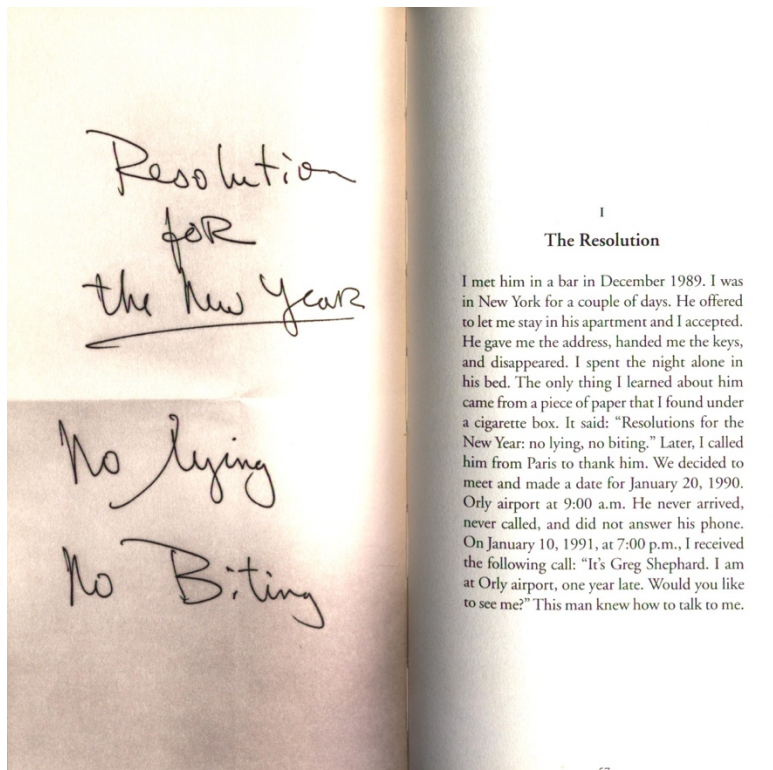 Resolution
for
the New Year
No lying
No Biting
I
The Resolution
I met him in a bar in December 1989. I was
in New York for a couple of days. He offered
to let me stay in his apartment and I accepted.
He gave me the address, handed me the keys,
and disappeared. I spent the night alone in
his bed. The only thing I learned about him
came from a piece of paper that I found under
a cigarette box. It said: “Resolutions for the
New Year: no lying, no biting.” Later, I called
him from Paris to thank him. We decided to
meet and made a date for January 20, 1990.
Orly airport at 9:00 a.m. He never arrived,
never called, and did not answer his phone.
On January 10, 1991, at 7:00 p.m., I received
the following call: “It’s Greg Shephard. I am
at Orly airport, one year late. Would you like
to see me?” This man knew how to talk to me.